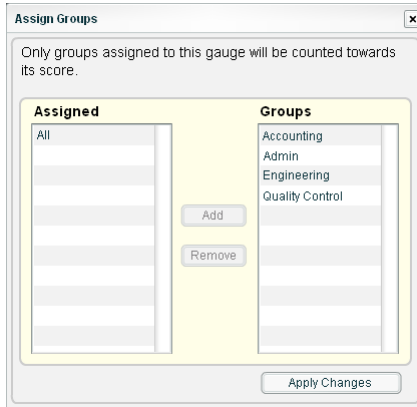 Assign Groups
Only groups assigned to this gauge will be counted towards
its score.
Assigned
All
Add
Remove
Groups
Accounting
Admin
Engineering
Quality Control
Apply Changes